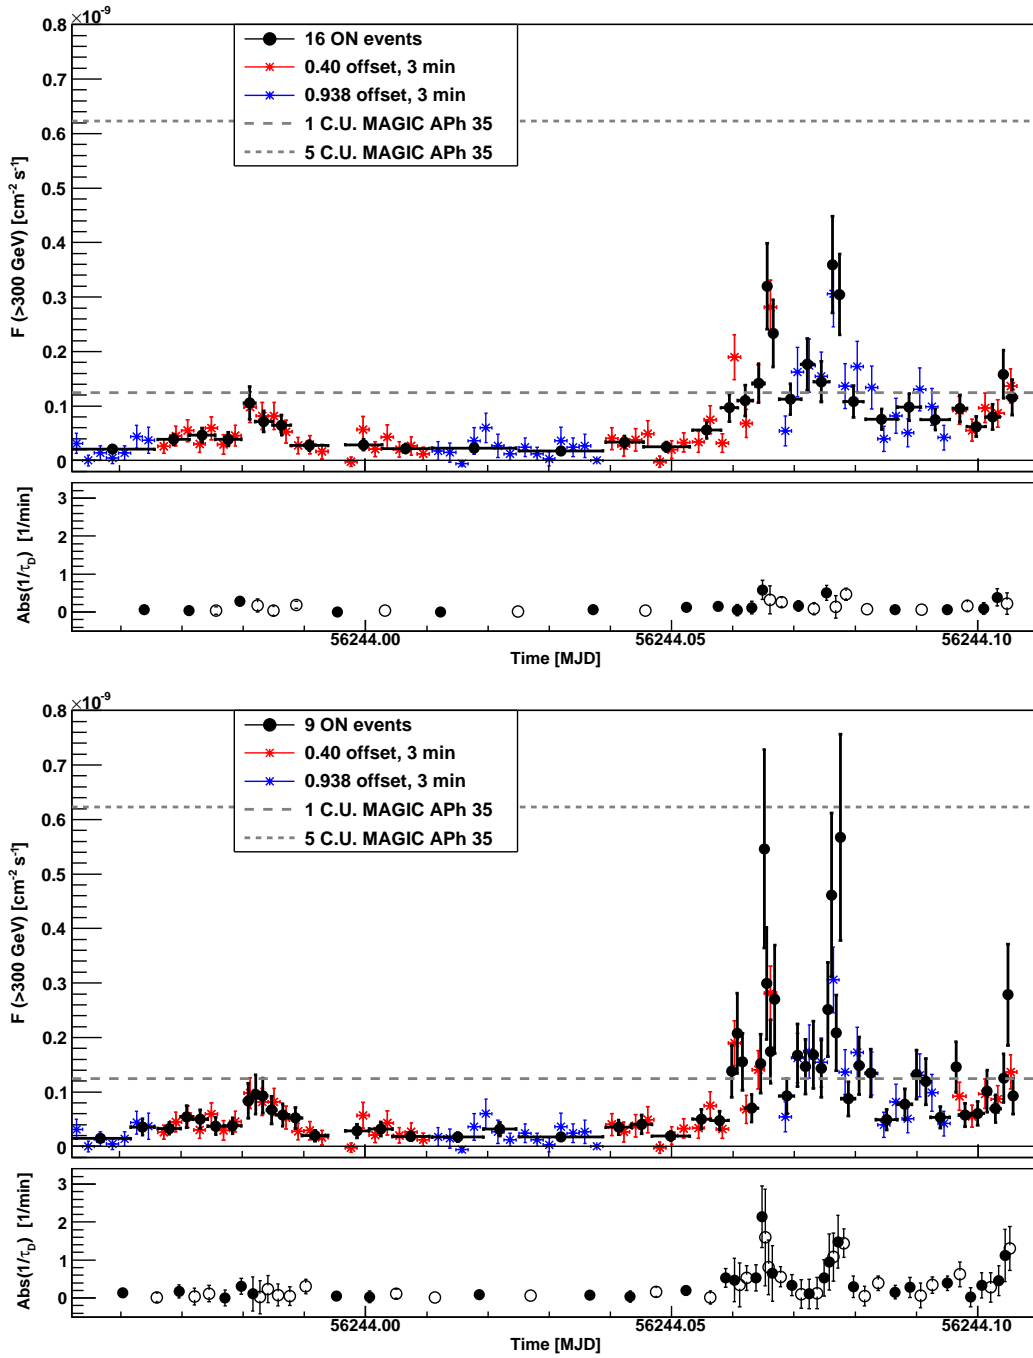 ×10⁻⁹
0.8
0.7
0.6
0.5
0.4
0.3
0.2
0.1
0
F (>300 GeV) [cm⁻² s⁻¹]
16 ON events
0.40 offset, 3 min
0.938 offset, 3 min
1 C.U. MAGIC APh 35
5 C.U. MAGIC APh 35
3
2
1
0
Abs(1/τ_D) [1/min]
56244.00 56244.05 56244.10
Time [MJD]
×10⁻⁹
0.8
0.7
0.6
0.5
0.4
0.3
0.2
0.1
0
F (>300 GeV) [cm⁻² s⁻¹]
9 ON events
0.40 offset, 3 min
0.938 offset, 3 min
1 C.U. MAGIC APh 35
5 C.U. MAGIC APh 35
3
2
1
0
Abs(1/τ_D) [1/min]
56244.00 56244.05 56244.10
Time [MJD]